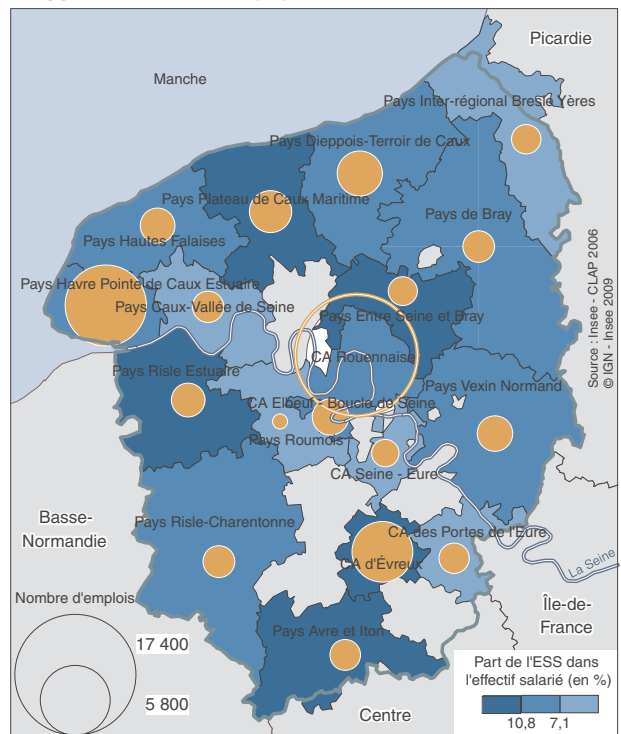 Picardie
Manche
Pays Inter-régional Bresle Yères
Pays Dieppois-Terroir de Caux
Pays Plateau de Caux Maritime
Pays de Bray
Pays Hautes Falaises
Pays Havre Pointe de Caux Estuaire
Pays Caux-Vallée de Seine
Pays Entre Seine et Bray
CA Rouennaise
Pays Risle Estuaire
Pays Vexin Normand
CA Elbeuf - Boucle de Seine
Pays Roumois
CA Seine - Eure
Source : Insee - CLAP 2006
© IGN - Insee 2009
Basse-
Normandie
Pays Risle-Charentonne
CA des Portes de l'Eure
CA d'Évreux
La Seine
Nombre d'emplois
17 400
5 800
Île-de-
France
Pays Avre et Iton
Centre
Part de l'ESS dans
l'effectif salarié (en %)
10,8 7,1